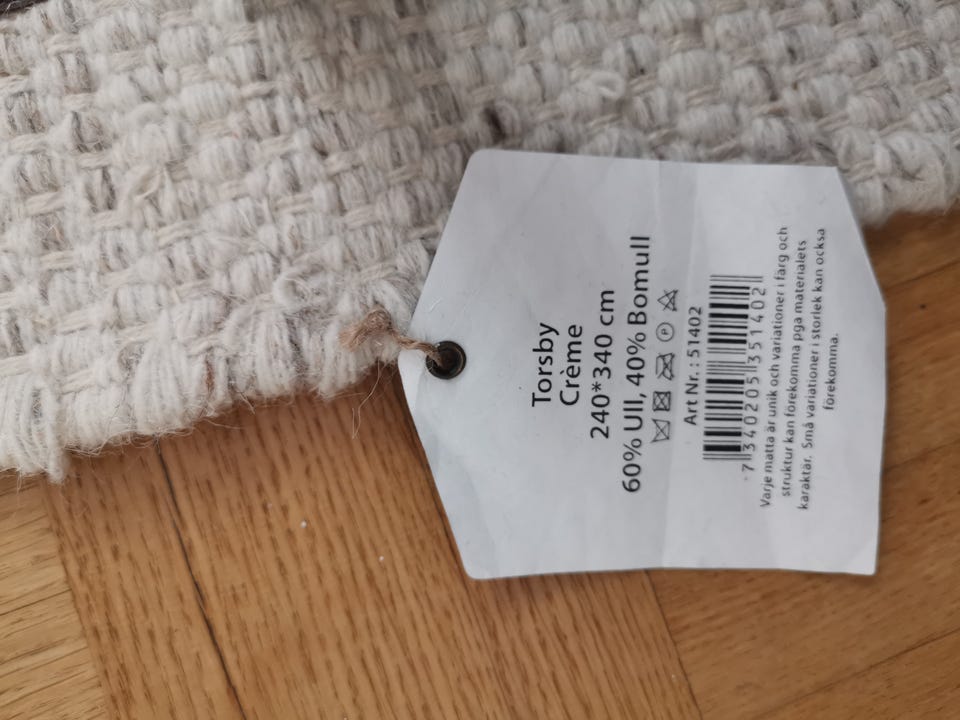 Torsby
Crème
240*340 cm
60% Ull, 40% Bomull
Art Nr. : 51402
7 340205 351402
Varje matta är unik och variationer i färg och
struktur kan förekomma pga materialets
karaktär. Små variationer i storlek kan också
förekomma.